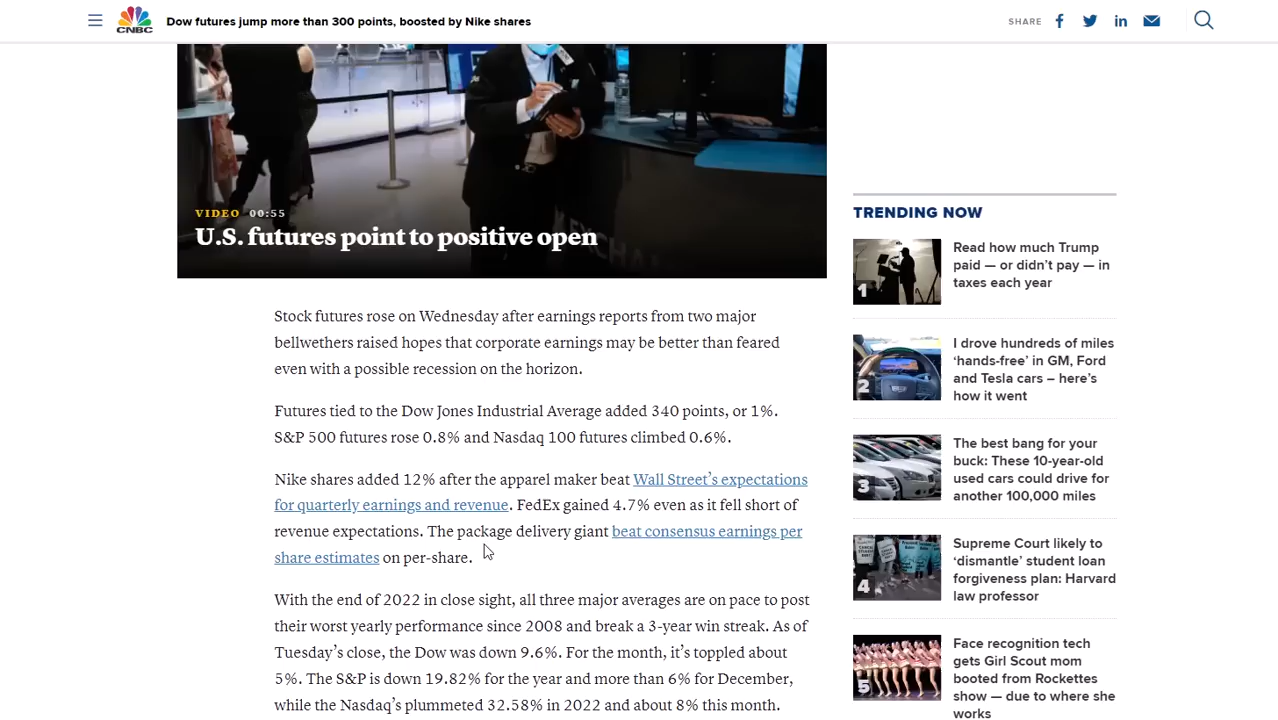 CNBC
Dow futures jump more than 300 points, boosted by Nike shares
SHARE
VIDEO 00:55
U.S. futures point to positive open
Stock futures rose on Wednesday after earnings reports from two major
bellwethers raised hopes that corporate earnings may be better than feared
even with a possible recession on the horizon.
Futures tied to the Dow Jones Industrial Average added 340 points, or 1%.
S&P 500 futures rose 0.8% and Nasdaq 100 futures climbed 0.6%.
Nike shares added 12% after the apparel maker beat Wall Street’s expectations
for quarterly earnings and revenue. FedEx gained 4.7% even as it fell short of
revenue expectations. The package delivery giant beat consensus earnings per
share estimates on per-share.
With the end of 2022 in close sight, all three major averages are on pace to post
their worst yearly performance since 2008 and break a 3-year win streak. As of
Tuesday’s close, the Dow was down 9.6%. For the month, it’s toppled about
5%. The S&P is down 19.82% for the year and more than 6% for December,
while the Nasdaq’s plummeted 32.58% in 2022 and about 8% this month.
TRENDING NOW
1
Read how much Trump
paid — or didn’t pay — in
taxes each year
2
I drove hundreds of miles
‘hands-free’ in GM, Ford
and Tesla cars – here’s
how it went
3
The best bang for your
buck: These 10-year-old
used cars could drive for
another 100,000 miles
4
Supreme Court likely to
‘dismantle’ student loan
forgiveness plan: Harvard
law professor
5
Face recognition tech
gets Girl Scout mom
booted from Rockettes
show — due to where she
works